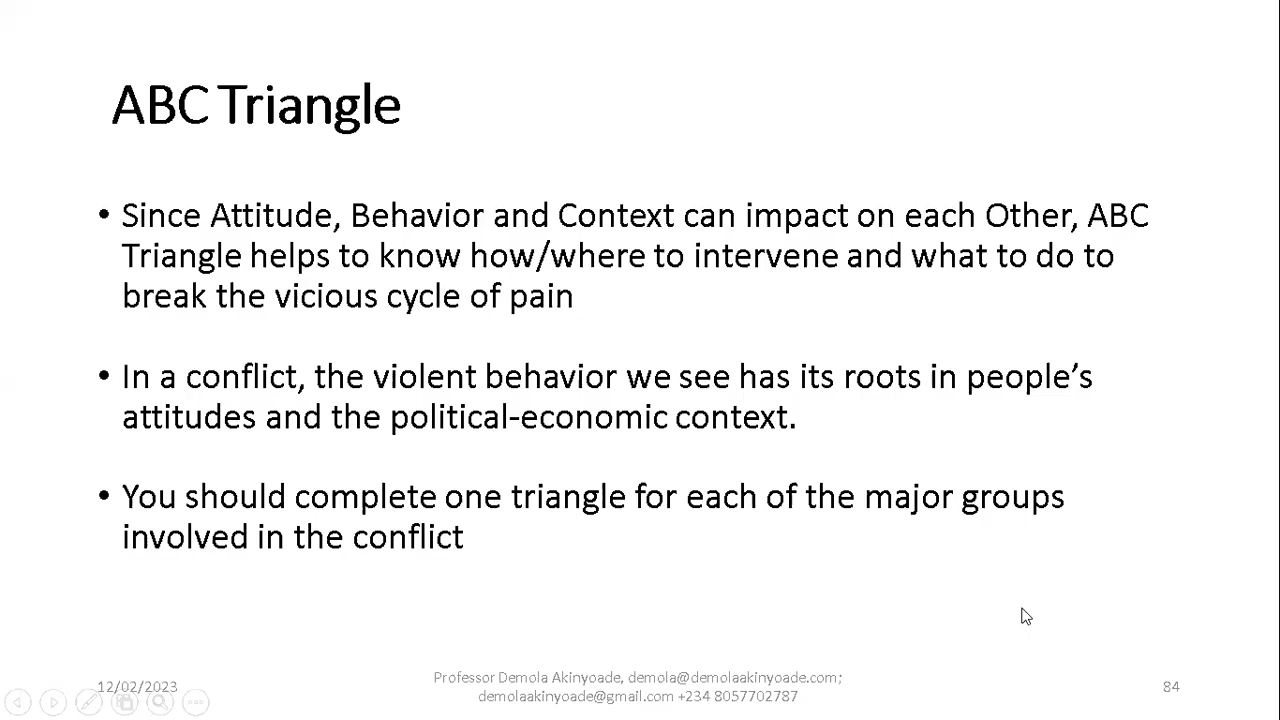 ABC Triangle
• Since Attitude, Behavior and Context can impact on each Other, ABC
Triangle helps to know how/where to intervene and what to do to
break the vicious cycle of pain
• In a conflict, the violent behavior we see has its roots in people’s
attitudes and the political-economic context.
• You should complete one triangle for each of the major groups
involved in the conflict
12/02/2023
Professor Demola Akinyoade, demola@demolaakinyoade.com;
demolaakinyoade@gmail.com +234 8057702787
84